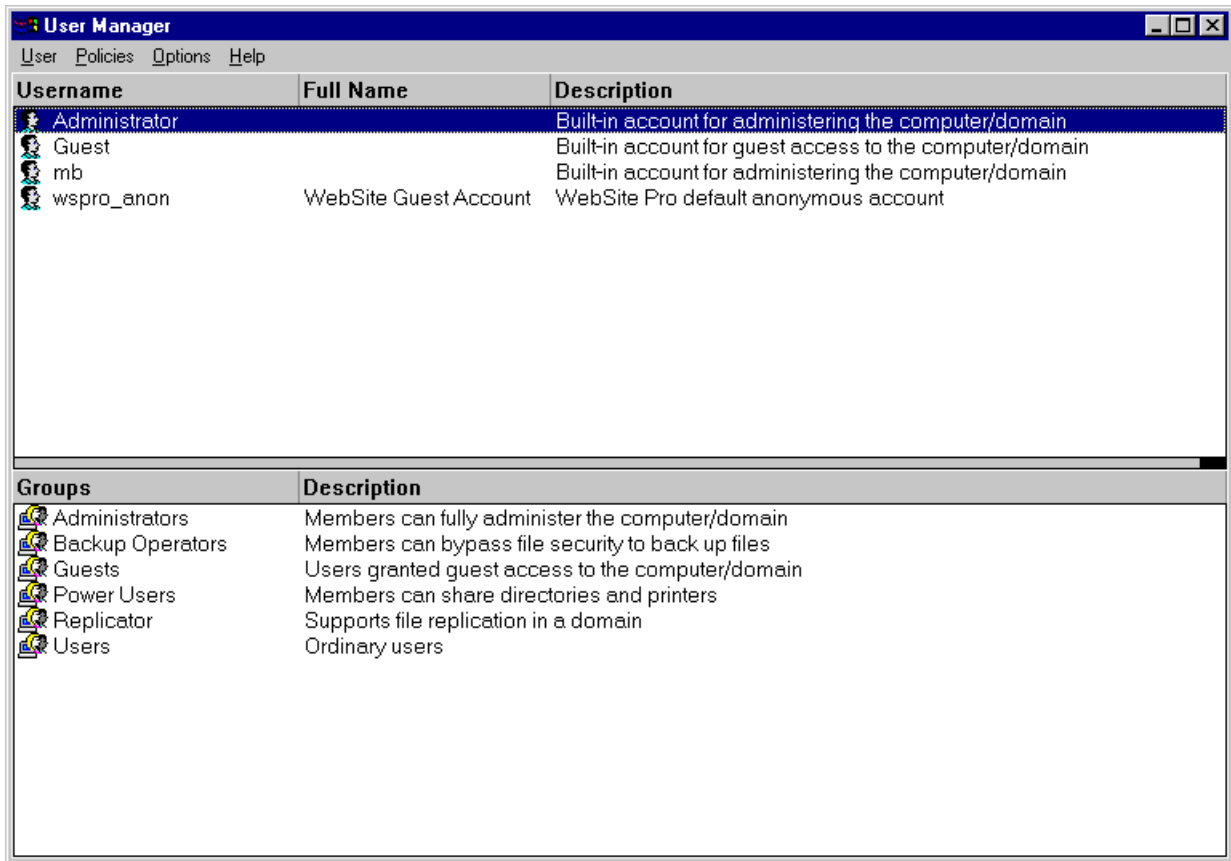 User Manager
User Policies Options Help
Username Full Name Description
Administrator Built-in account for administering the computer/domain
Guest Built-in account for guest access to the computer/domain
mb Built-in account for administering the computer/domain
wspro_anon WebSite Guest Account WebSite Pro default anonymous account
Groups Description
Administrators Members can fully administer the computer/domain
Backup Operators Members can bypass file security to back up files
Guests Users granted guest access to the computer/domain
Power Users Members can share directories and printers
Replicator Supports file replication in a domain
Users Ordinary users